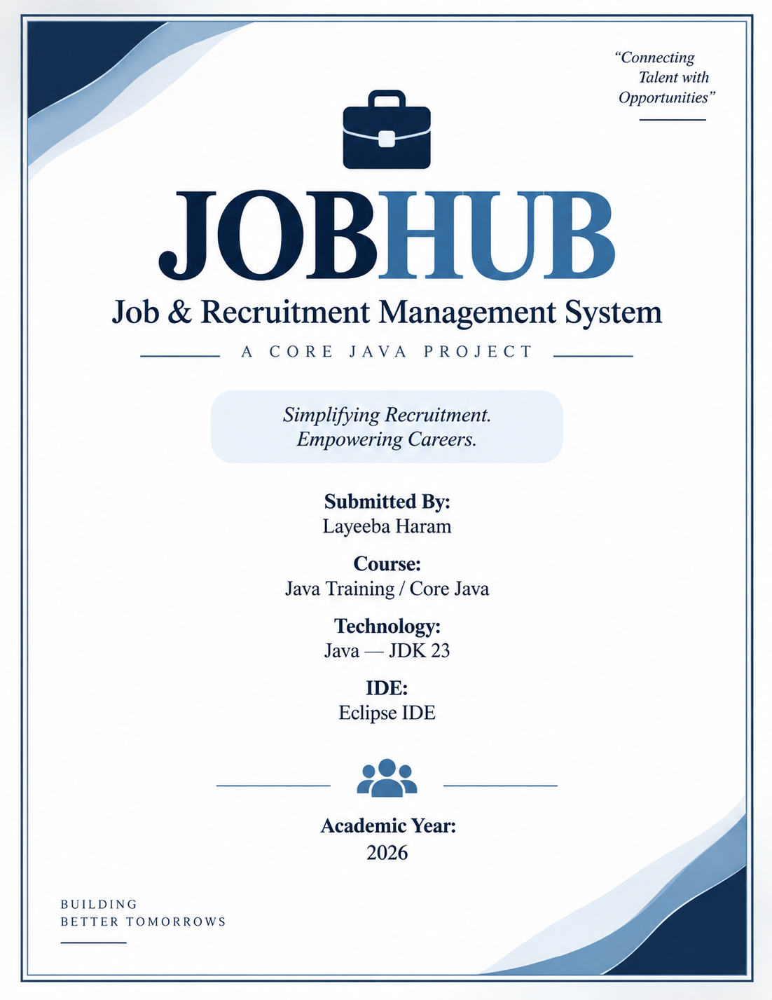 “Connecting
Talent with
Opportunities”
JOBHUB
Job & Recruitment Management System
A CORE JAVA PROJECT
Simplifying Recruitment.
Empowering Careers.
Submitted By:
Layeeba Haram
Course:
Java Training / Core Java
Technology:
Java — JDK 23
IDE:
Eclipse IDE
Academic Year:
2026
BUILDING
BETTER TOMORROWS